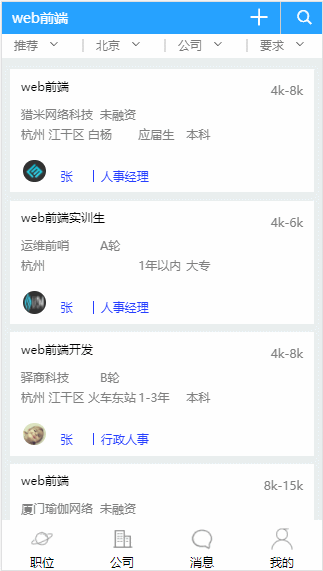 web前端
推荐 北京 | 公司 | 要求
web前端 4k-8k
猎米网络科技 未融资
杭州 江干区 白杨 应届生 本科
张 | 人事经理
web前端实训生 4k-6k
运维前哨 A轮
杭州 1年以内 大专
张 | 人事经理
web前端开发 4k-8k
驿商科技 B轮
杭州 江干区 火车东站 1-3年 本科
张 | 行政人事
web前端 8k-15k
厦门瑜伽网络 未融资
职位 公司 消息 我的